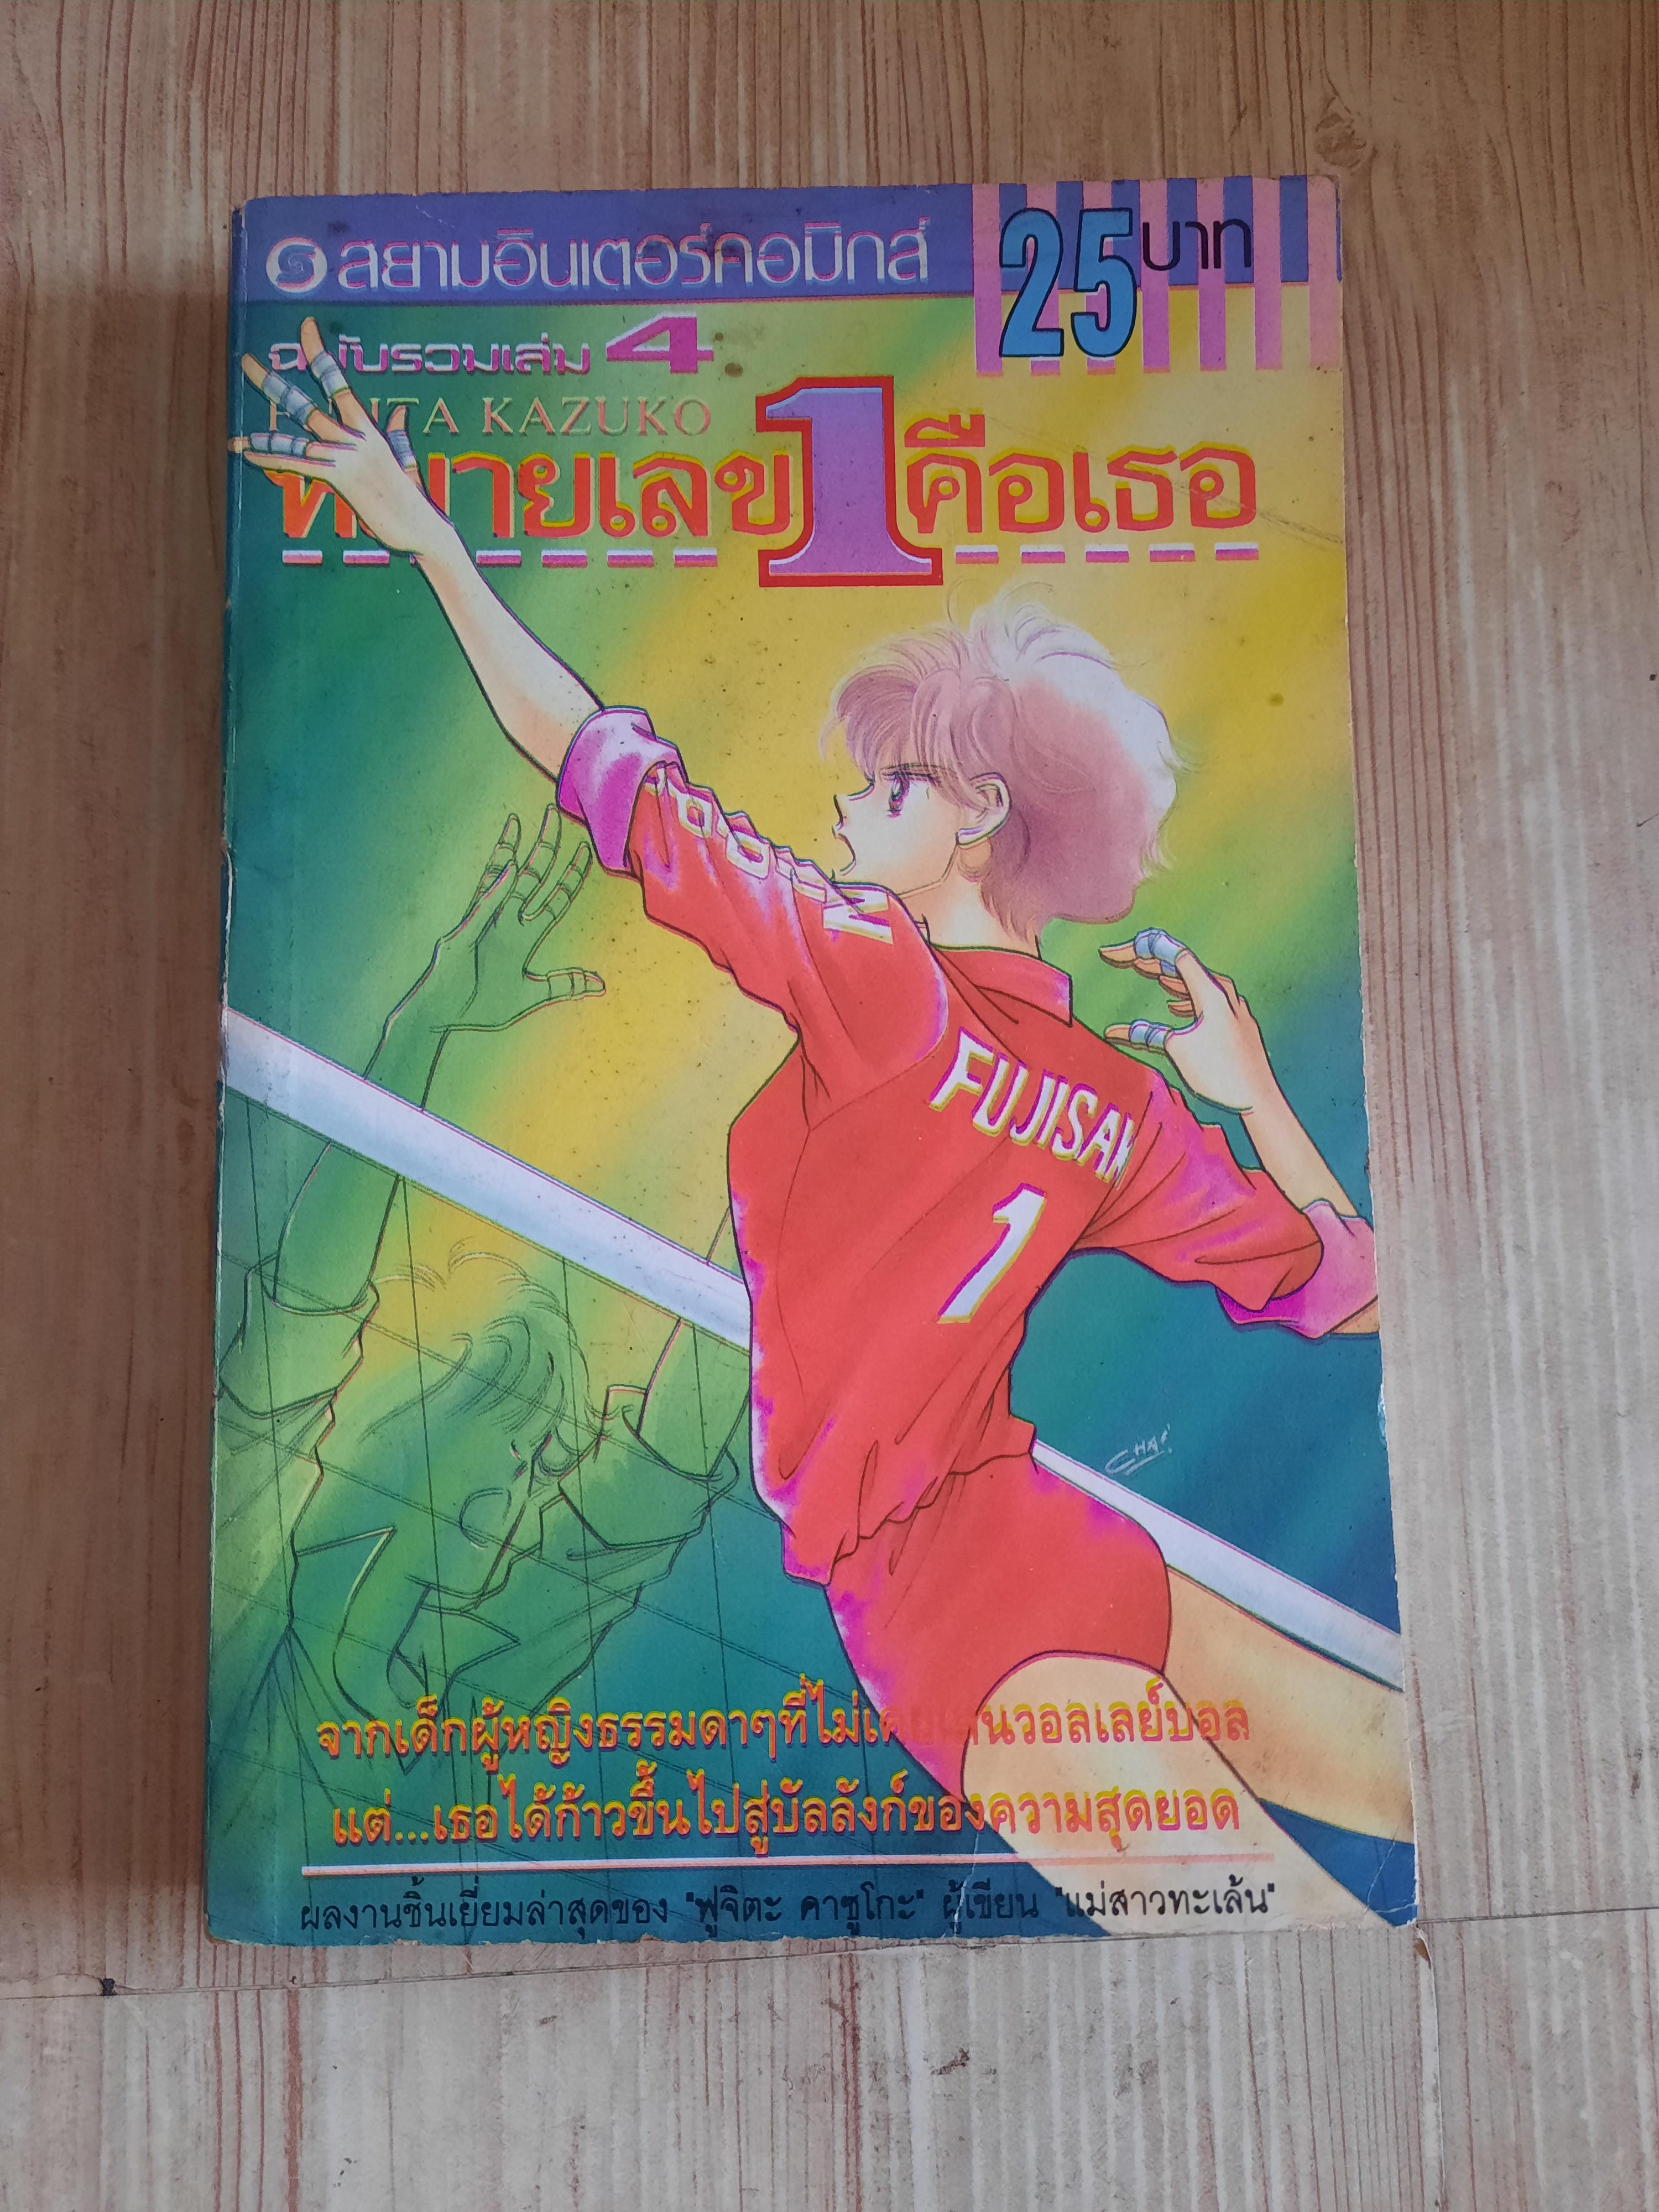 สยามอินเตอร์คอมิกส์
25 บาท
ฉบับรวมเล่ม 4
KAZUKO
หมายเลข 1 คือเธอ
FUJISAN
1
จากเด็กผู้หญิงธรรมดาๆที่ไม่เคยเล่นวอลเลย์บอล
แต่...เธอได้ก้าวขึ้นไปสู่บัลลังก์ของความสุดยอด
ผลงานชิ้นเยี่ยมล่าสุดของ "ฟูจิตะ คาซูโกะ" ผู้เขียน "แม่สาวทะเล้น"